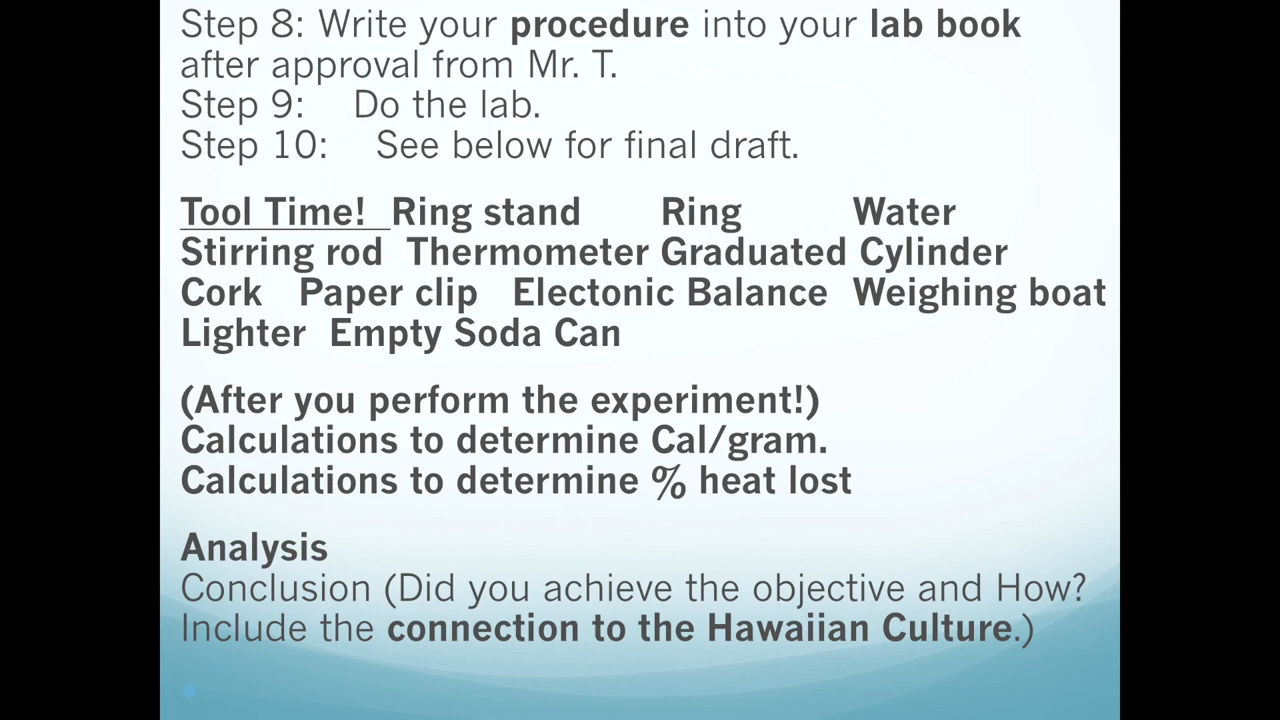 Step 8: Write your procedure into your lab book
after approval from Mr. T.
Step 9: Do the lab.
Step 10: See below for final draft.
Tool Time! Ring stand Ring Water
Stirring rod Thermometer Graduated Cylinder
Cork Paper clip Electonic Balance Weighing boat
Lighter Empty Soda Can
(After you perform the experiment!)
Calculations to determine Cal/gram.
Calculations to determine % heat lost
Analysis
Conclusion (Did you achieve the objective and How?
Include the connection to the Hawaiian Culture.)